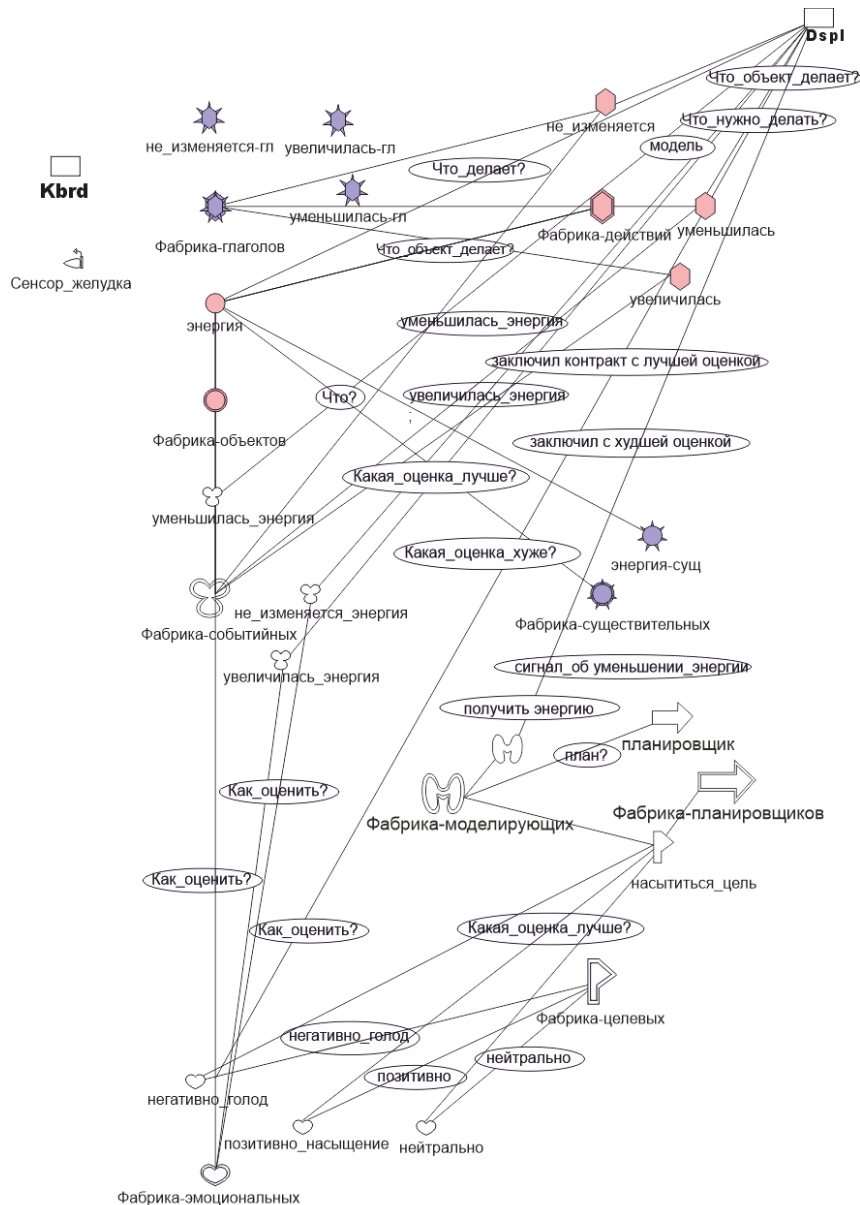 Dspl
Что_объект_делает?
не_изменяется
Что_нужно_делать?
не_изменяется-гл
увеличилась-гл
модель
Что_делает?
Kbrd
уменьшилась-гл
Фабрика-глаголов
Фабрика-действий
уменьшилась
Что_объект_делает?
Сенсор_желудка
увеличилась
энергия
уменьшилась_энергия
заключил контракт с лучшей оценкой
Что?
увеличилась_энергия
;
Фабрика-объектов
заключил с худшей оценкой
Какая_оценка_лучше?
уменьшилась_энергия
Какая_оценка_хуже?
энергия-сущ
не_изменяется_энергия
Фабрика-существительных
Фабрика-событийных
сигнал_об уменьшении_энергии
увеличилась_энергия
получить энергию
планировщик
план?
Как_оценить?
Фабрика-планировщиков
Фабрика-моделирующих
Как_оценить?
насытиться_цель
Как_оценить?
Какая_оценка_лучше?
Фабрика-целевых
негативно_голод
нейтрально
позитивно
негативно_голод
позитивно_насыщение
нейтрально
Фабрика-эмоциональных